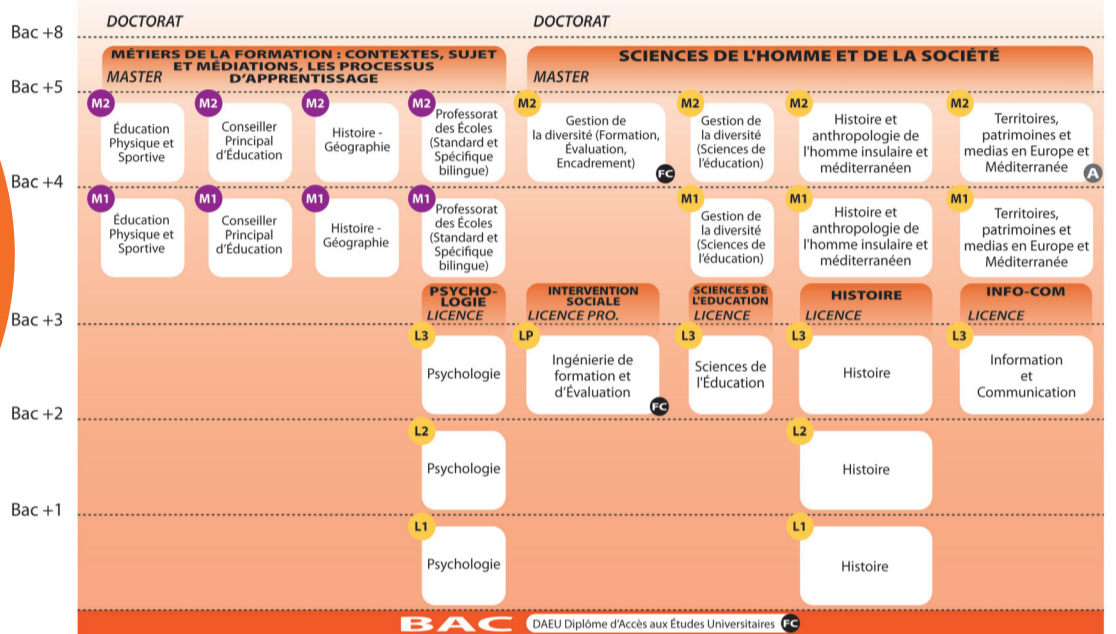 Bac +8
DOCTORAT
DOCTORAT
MÉTIERS DE LA FORMATION : CONTEXTES, SUJET
ET MÉDIATIONS, LES PROCESSUS
D'APPRENTISSAGE
MASTER
SCIENCES DE L'HOMME ET DE LA SOCIÉTÉ
MASTER
Bac +5
M2
Éducation
Physique et
Sportive
M2
Conseiller
Principal
d'Éducation
M2
Histoire -
Géographie
M2
Professorat
des Écoles
(Standard et
Spécifique
bilingue)
M2
Gestion de
la diversité (Formation,
Évaluation,
Encadrement)
FC
M2
Gestion de
la diversité
(Sciences de
l'éducation)
M2
Histoire et
anthropologie de
l'homme insulaire et
méditerranéen
M2
Territoires,
patrimoines et
medias en Europe et
Méditerranée
A
Bac +4
M1
Éducation
Physique et
Sportive
M1
Conseiller
Principal
d'Éducation
M1
Histoire -
Géographie
M1
Professorat
des Écoles
(Standard et
Spécifique
bilingue)
M1
Gestion de
la diversité
(Sciences de
l'éducation)
M1
Histoire et
anthropologie de
l'homme insulaire et
méditerranéen
M1
Territoires,
patrimoines et
medias en Europe et
Méditerranée
PSYCHO-
LOGIE
LICENCE
INTERVENTION
SOCIALE
LICENCE PRO.
SCIENCES DE
L'EDUCATION
LICENCE
HISTOIRE
LICENCE
INFO-COM
LICENCE
Bac +3
L3
Psychologie
LP
Ingénierie de
formation et
d'Évaluation
FC
L3
Sciences de
l'Éducation
L3
Histoire
L3
Information
et
Communication
Bac +2
L2
Psychologie
L2
Histoire
Bac +1
L1
Psychologie
L1
Histoire
BAC
DAEU Diplôme d'Accès aux Études Universitaires FC